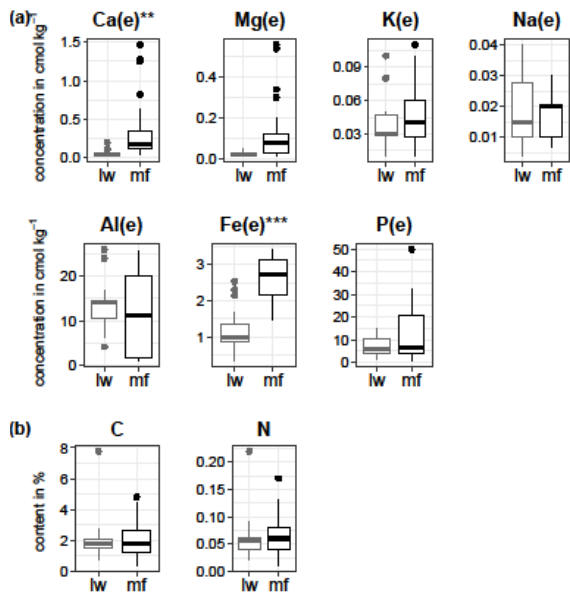 (a) Ca(e)** Mg(e) K(e) Na(e)
concentration in cmol kg⁻¹
1.5
1.0
0.5
0.0
lw mf
0.4
0.2
0.0
lw mf
0.09
0.06
0.03
lw mf
0.04
0.03
0.02
0.01
lw mf
Al(e) Fe(e)*** P(e)
concentration in cmol kg⁻¹
20
10
0
lw mf
3
2
1
lw mf
50
40
30
20
10
0
lw mf
(b) C N
content in %
8
6
4
2
0
lw mf
0.20
0.15
0.10
0.05
0.00
lw mf